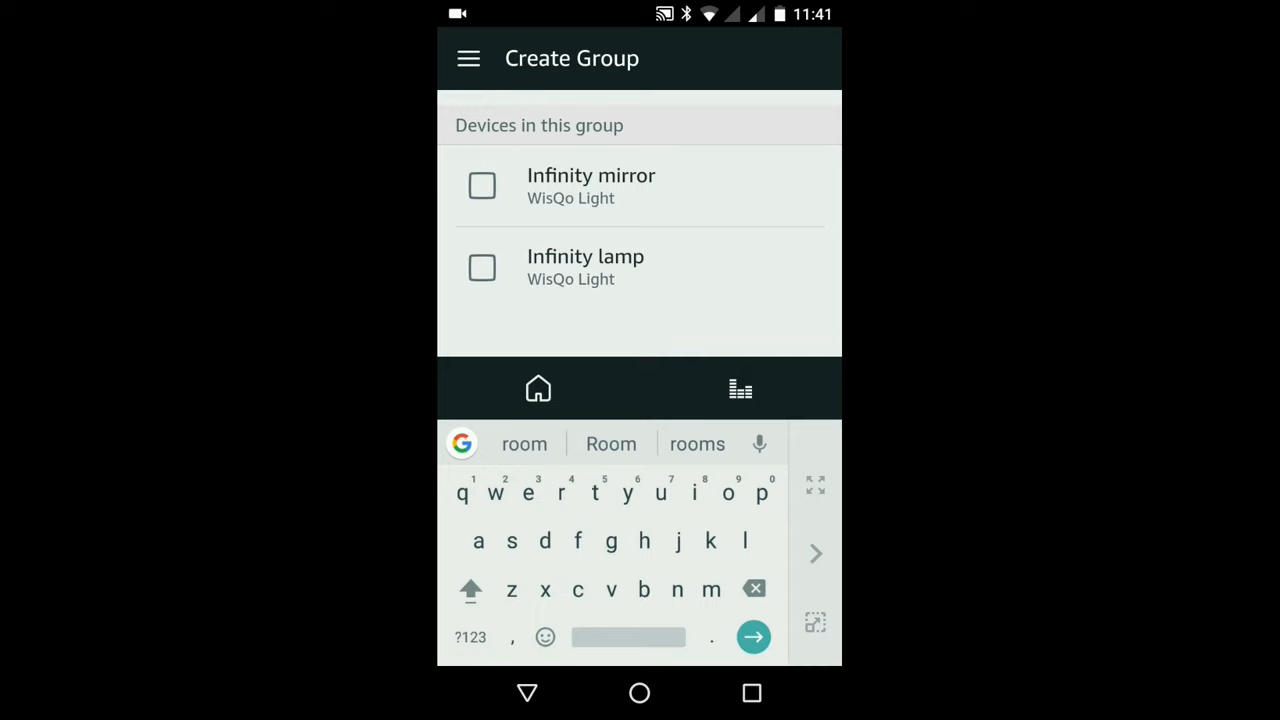 11:41
Create Group
Devices in this group
Infinity mirror
WisQo Light
Infinity lamp
WisQo Light
room Room rooms
1 2 3 4 5 6 7 8 9 0
q w e r t y u i o p
a s d f g h j k l
z x c v b n m
?123 , .